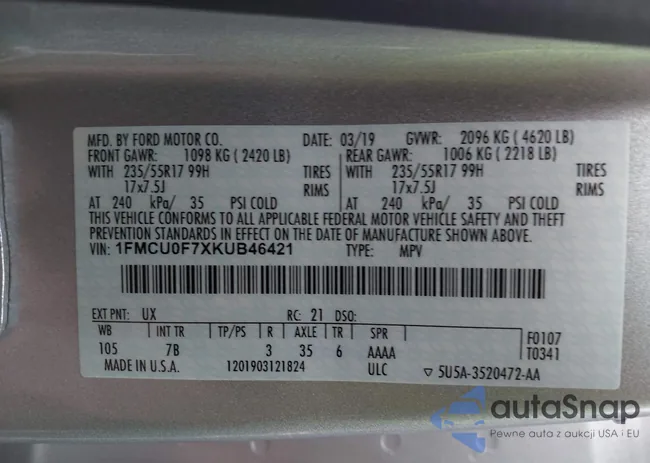 MFD. BY FORD MOTOR CO. DATE: 03/19 GVWR: 2096 KG ( 4620 LB)
FRONT GAWR: 1098 KG ( 2420 LB) REAR GAWR: 1006 KG ( 2218 LB)
WITH 235/55R17 99H TIRES WITH 235/55R17 99H TIRES
17x7.5J RIMS 17x7.5J RIMS
AT 240 kPa/ 35 PSI COLD AT 240 kPa/ 35 PSI COLD
THIS VEHICLE CONFORMS TO ALL APPLICABLE FEDERAL MOTOR VEHICLE SAFETY AND THEFT
PREVENTION STANDARDS IN EFFECT ON THE DATE OF MANUFACTURE SHOWN ABOVE.
VIN: 1FMCU0F7XKUB46421 TYPE: MPV
EXT PNT: UX RC: 21 DSO:
WB INT TR TP/PS R AXLE TR SPR F0107
105 7B 3 35 6 AAAA T0341
MADE IN U.S.A. 1201903121824 ULC ▽ 5U5A-3520472-AA
autaSnap
Pewne auta z aukcji USA i EU